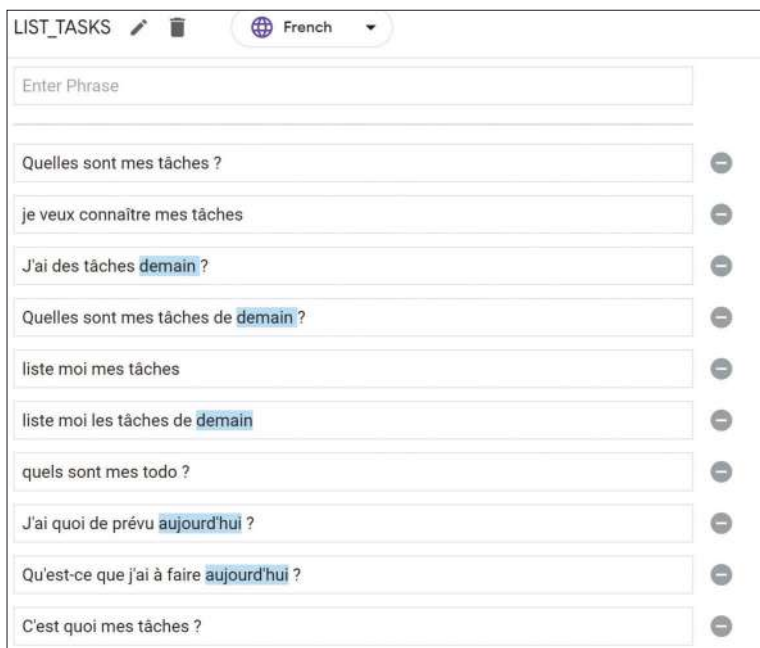 LIST_TASKS French
Enter Phrase
Quelles sont mes tâches ?
je veux connaître mes tâches
J'ai des tâches demain ?
Quelles sont mes tâches de demain ?
liste moi mes tâches
liste moi les tâches de demain
quels sont mes todo ?
J'ai quoi de prévu aujourd'hui ?
Qu'est-ce que j'ai à faire aujourd'hui ?
C'est quoi mes tâches ?